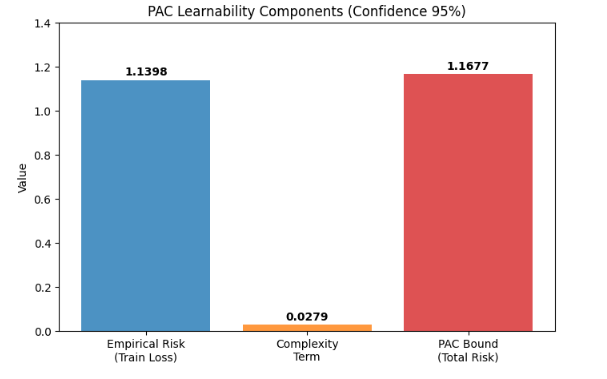 PAC Learnability Components (Confidence 95%)
1.4
1.2
1.0
0.8
0.6
0.4
0.2
0.0
Value
1.1398
0.0279
1.1677
Empirical Risk
(Train Loss)
Complexity
Term
PAC Bound
(Total Risk)